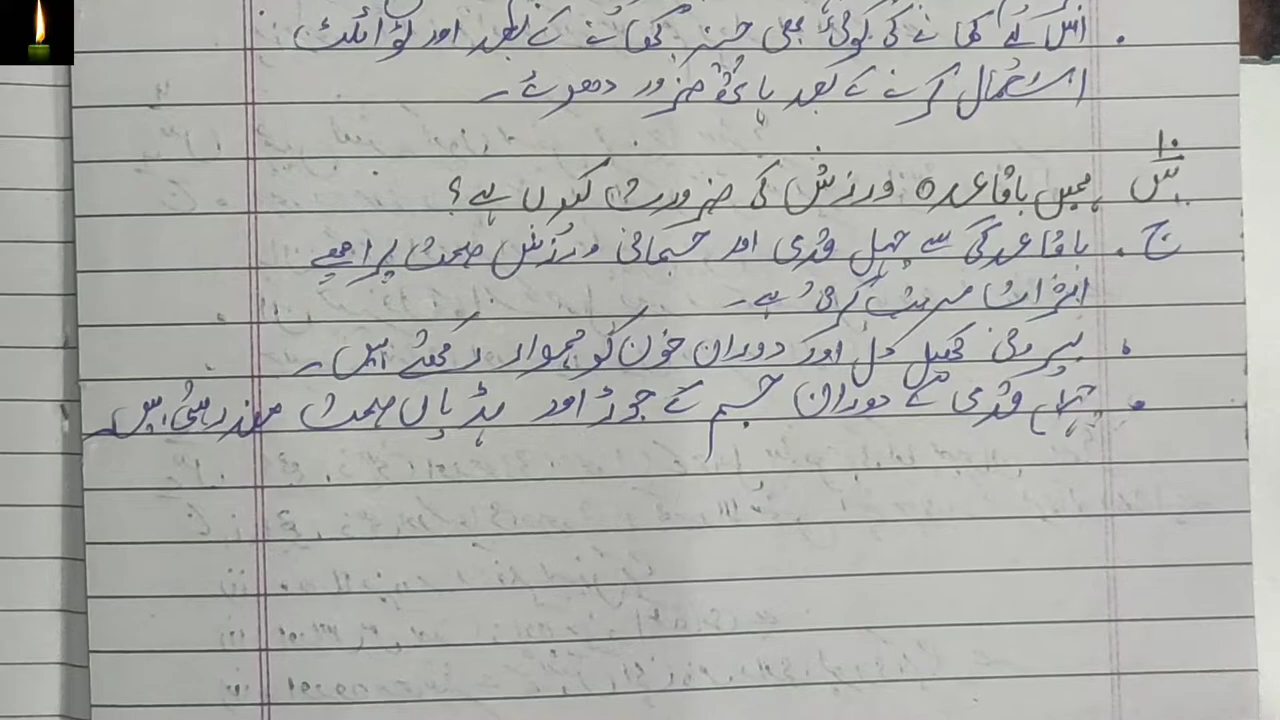 • اس لئے کھانے کی کوئی بھی چیز کھانے کے بعد اور ٹوائلٹ
استعمال کرنے کے بعد ہاتھ ضرور دھوئے۔
س ۱۰ ہمیں باقاعدہ ورزش کی ضرورت کیوں ہے؟
ج • باقاعدگی سے چہل قدمی اور جسمانی ورزش صحت پر اچھے
اثرات مرتب کرتی ہے۔
• بیرونی کھیل دل اور دوران خون کو ہموار رکھتے ہیں۔
• چہل قدمی کے دوران جسم کے جوڑ اور ہڈیاں صحت مند رہتی ہیں۔